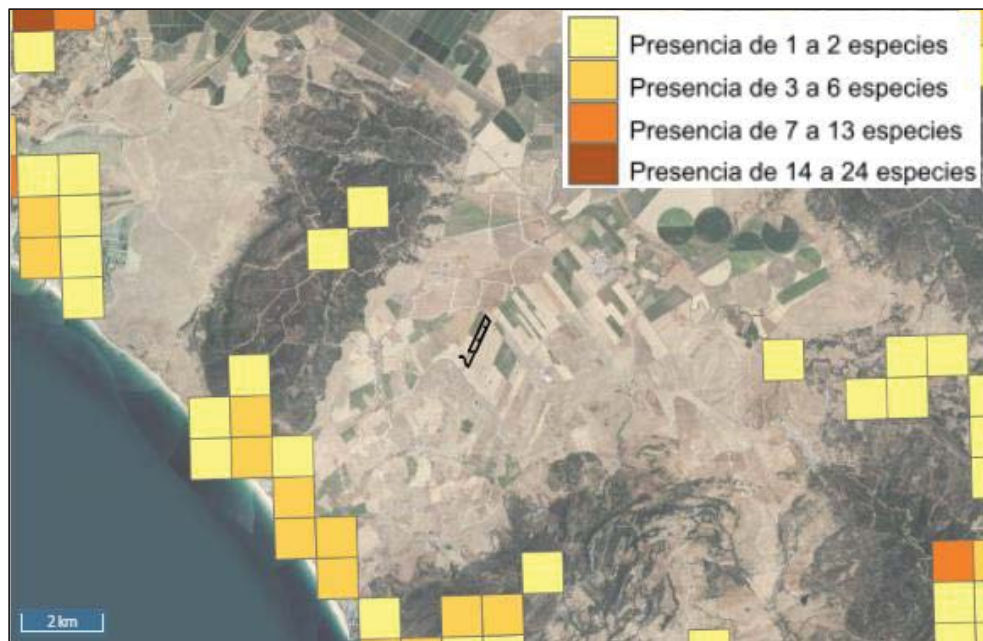 Presencia de 1 a 2 especies
Presencia de 3 a 6 especies
Presencia de 7 a 13 especies
Presencia de 14 a 24 especies
2 km